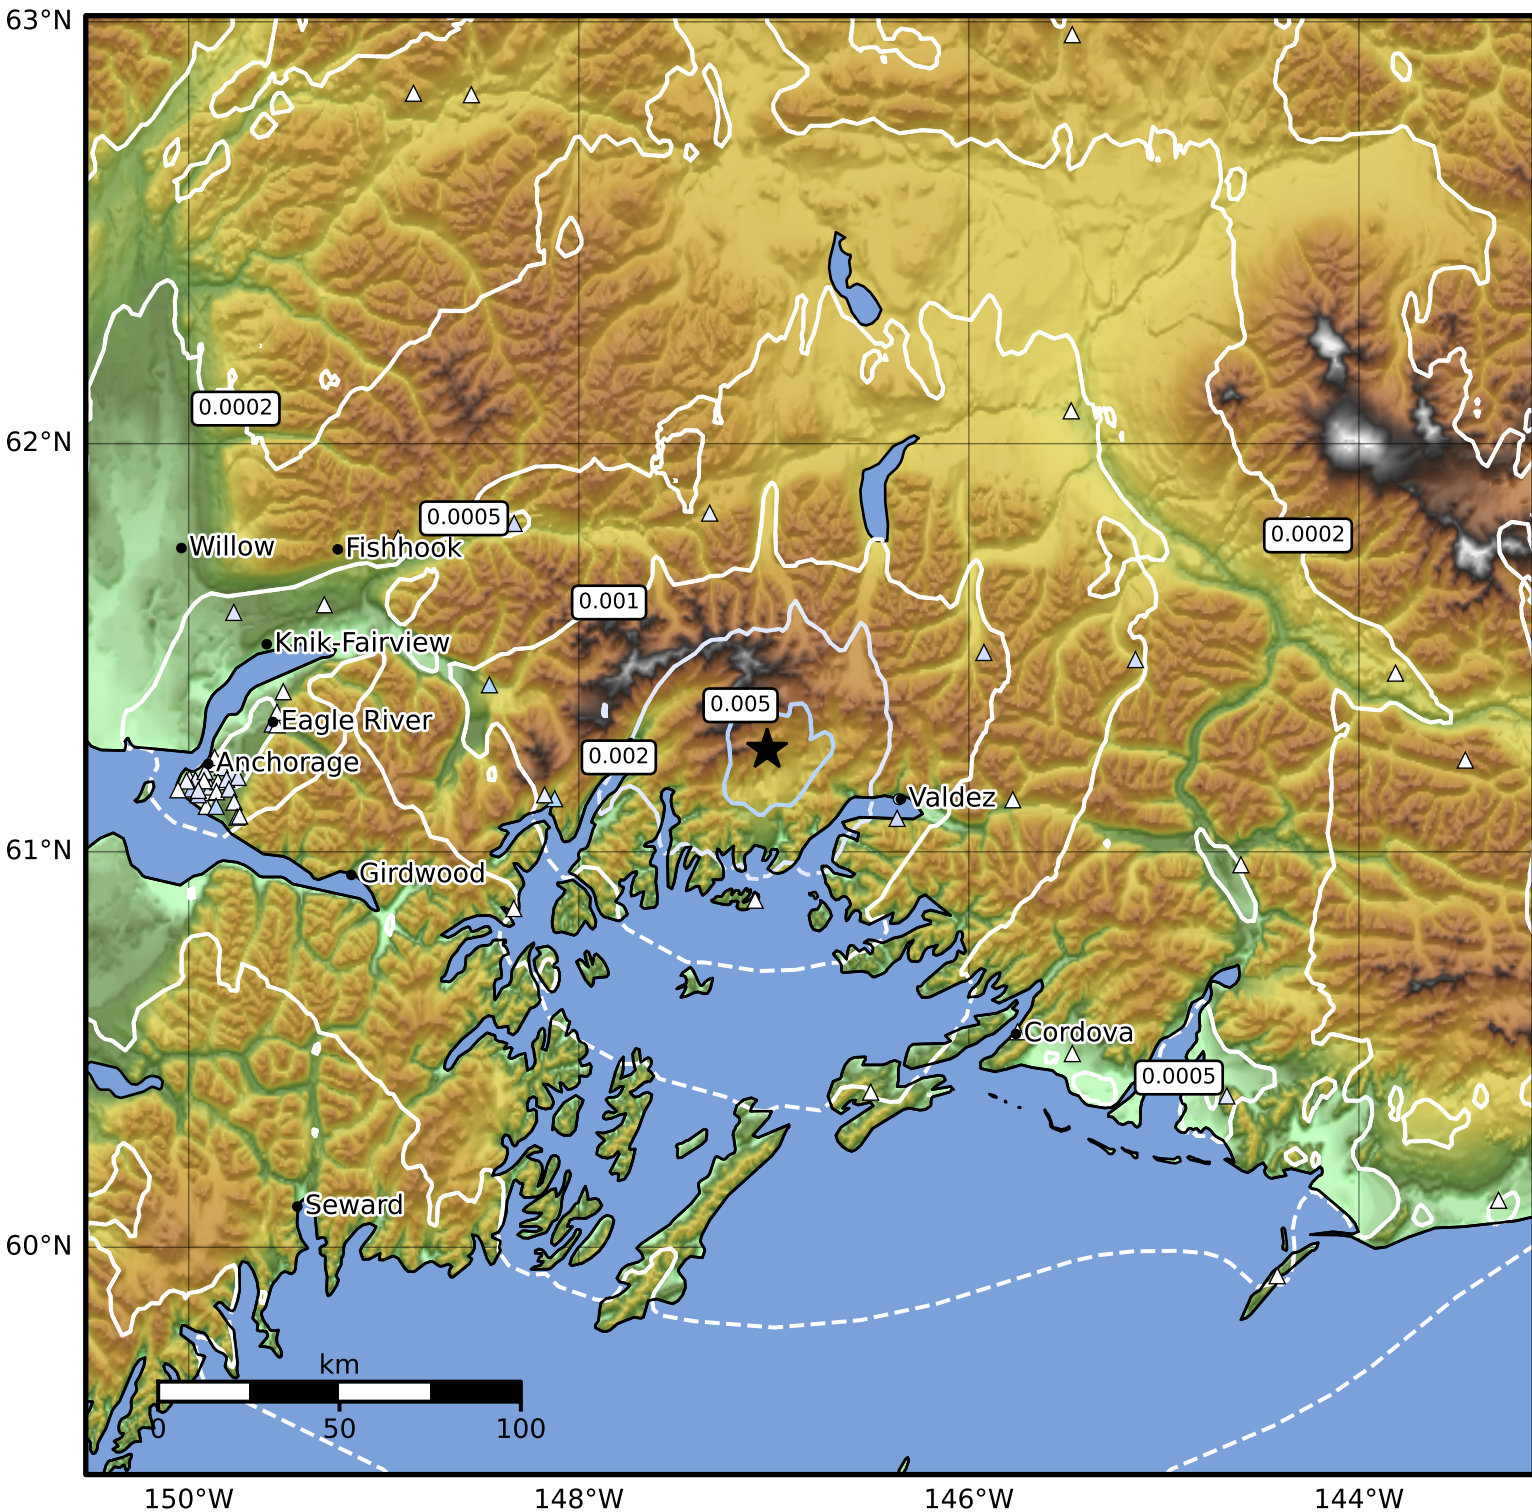 63°N
0.0002
62°N
0.0005
0.0002
Willow
Fishhook
0.001
Knik-Fairview
0.005
Eagle River
0.002
Anchorage
Valdez
61°N
Girdwood
Cordova
0.0005
Seward
60°N
km
0 50 100
150°W 148°W 146°W 144°W